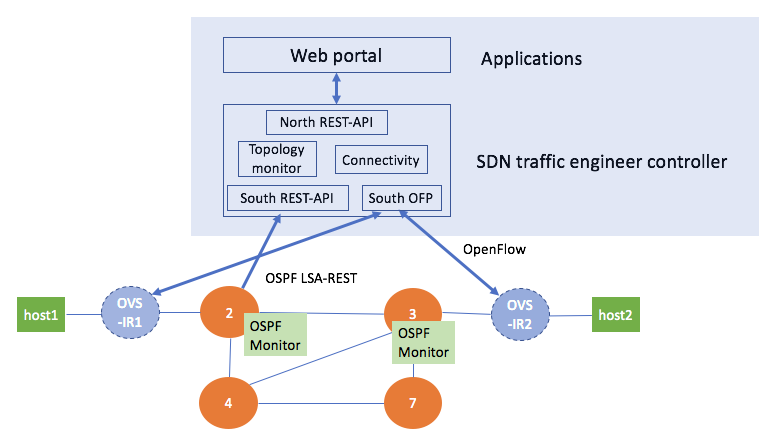 Web portal
Applications
North REST-API
Topology
monitor
Connectivity
SDN traffic engineer controller
South REST-API
South OFP
OpenFlow
OSPF LSA-REST
host1
OVS
-IR1
2
OSPF
Monitor
3
OSPF
Monitor
OVS
-IR2
host2
4
7